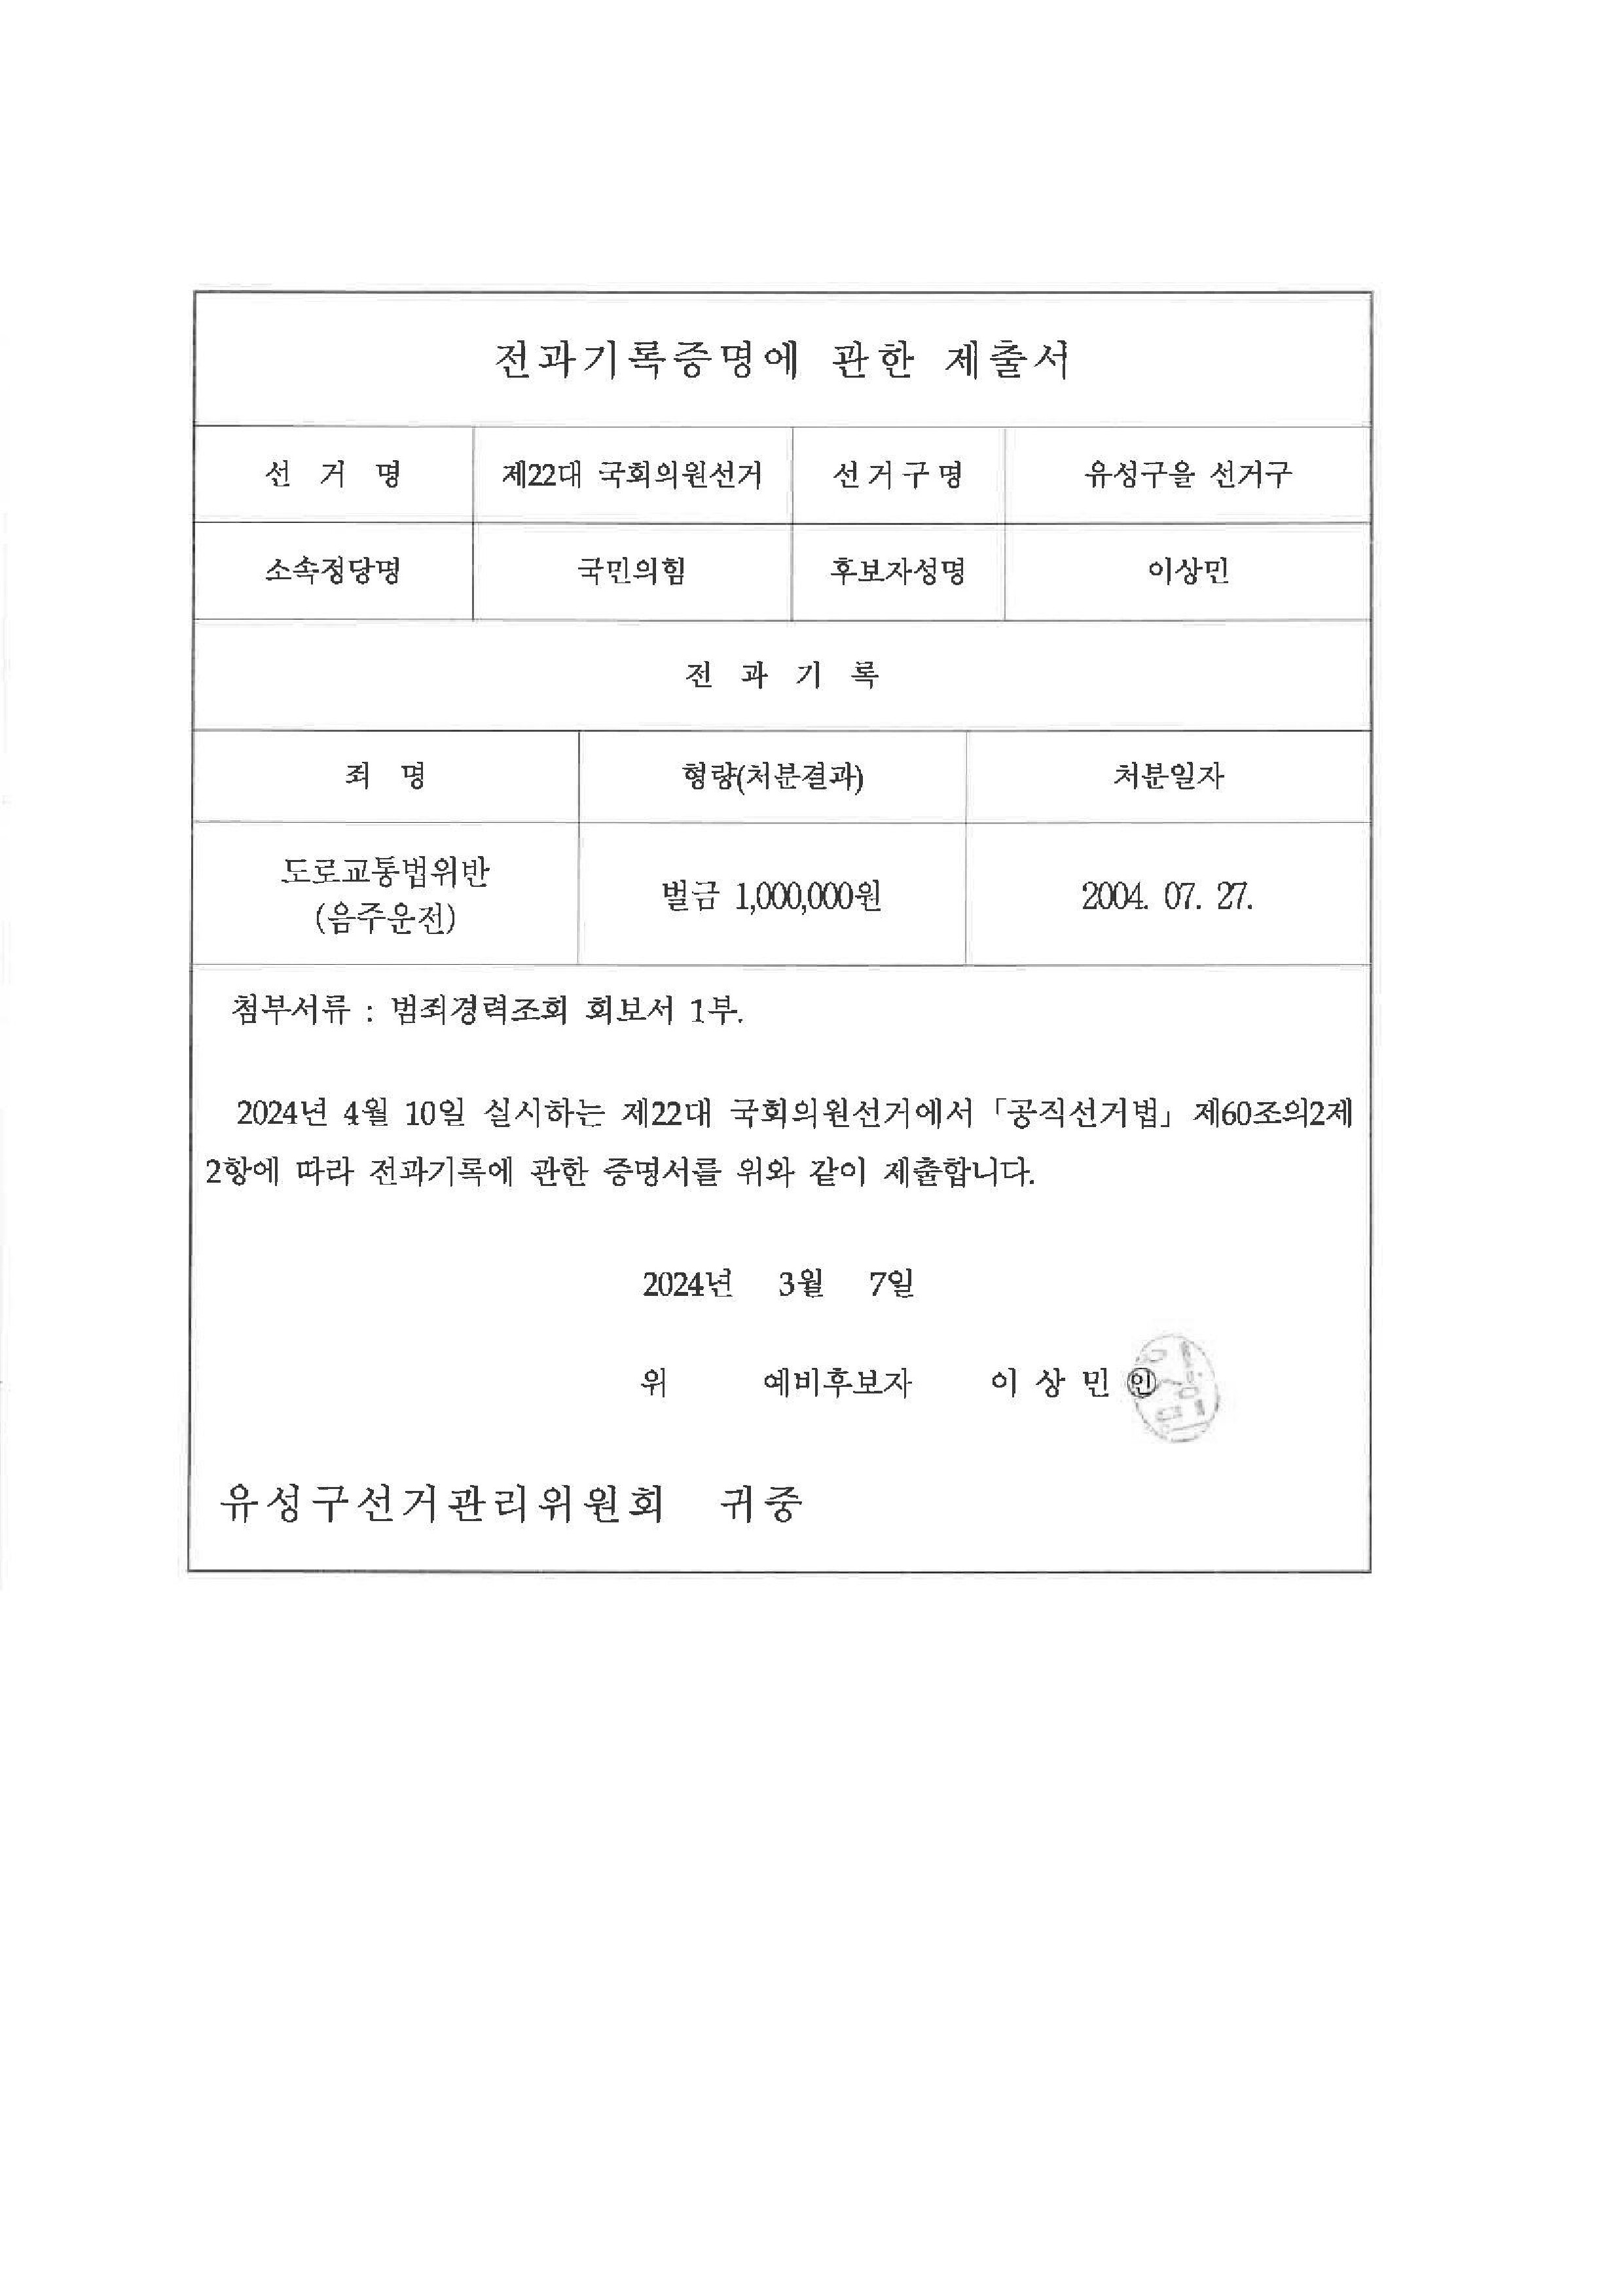 전과기록증명에 관한 제출서
선 거 명 제22대 국회의원선거 선거구명 유성구을 선거구
소속정당명 국민의힘 후보자성명 이상민
전 과 기 록
죄 명 형량(처분결과) 처분일자
도로교통법위반
(음주운전) 벌금 1,000,000원 2004. 07. 27.
첨부서류 : 범죄경력조회 회보서 1부.
2024년 4월 10일 실시하는 제22대 국회의원선거에서 「공직선거법」 제60조의2제
2항에 따라 전과기록에 관한 증명서를 위와 같이 제출합니다.
2024년 3월 7일
위 예비후보자 이 상 민 ㊞
유성구선거관리위원회 귀중